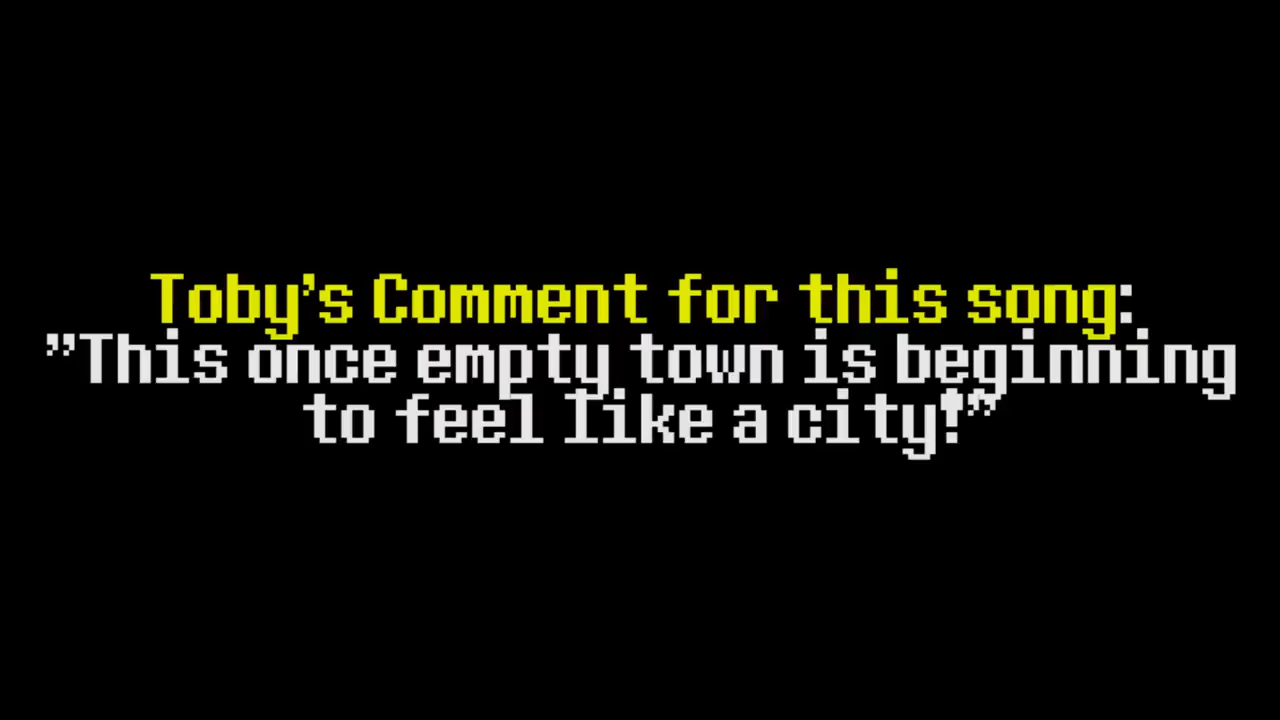 Toby's Comment for this song:
"This once empty town is beginning
to feel like a city!"